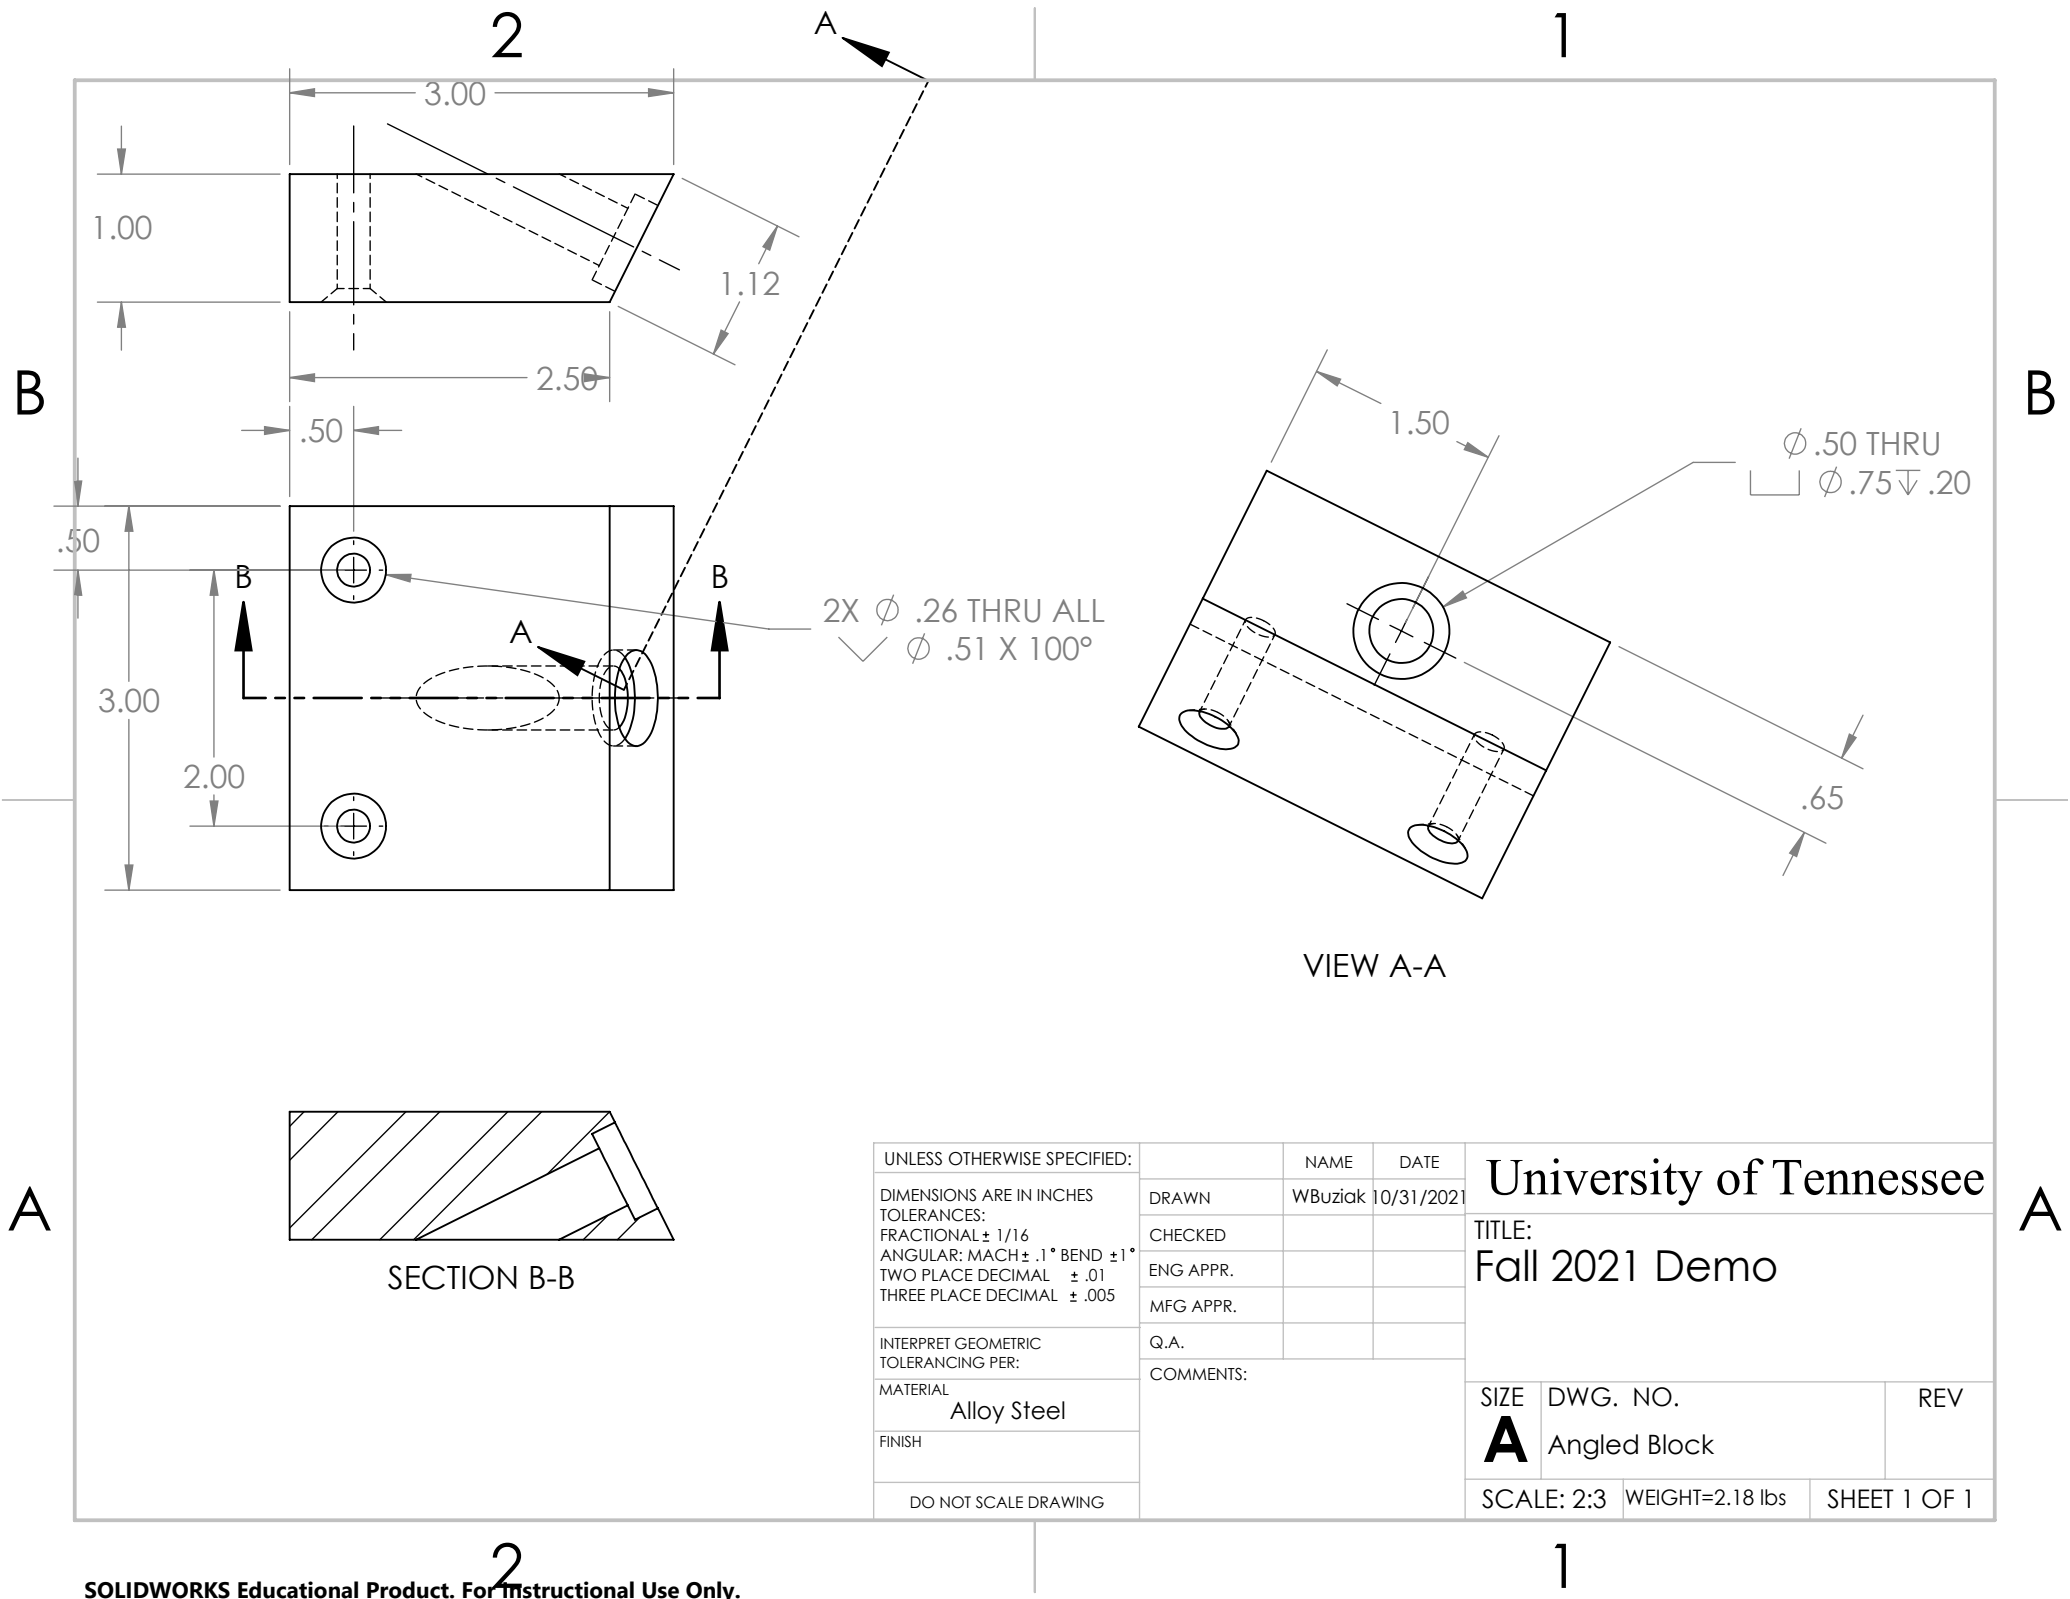 2
1
A
3.00
1.00
1.12
2.50
B
B
.50
1.50
⌀.50 THRU
⌴ ⌀.75↧.20
.50
B
B
A
2X ⌀ .26 THRU ALL
⌵ ⌀ .51 X 100°
3.00
2.00
.65
VIEW A-A
SECTION B-B
A
A
UNLESS OTHERWISE SPECIFIED:
DIMENSIONS ARE IN INCHES
TOLERANCES:
FRACTIONAL ± 1/16
ANGULAR: MACH ± .1° BEND ±1°
TWO PLACE DECIMAL ± .01
THREE PLACE DECIMAL ± .005
INTERPRET GEOMETRIC
TOLERANCING PER:
MATERIAL
Alloy Steel
FINISH
DO NOT SCALE DRAWING
NAME DATE
DRAWN WBuziak 10/31/2021
CHECKED
ENG APPR.
MFG APPR.
Q.A.
COMMENTS:
University of Tennessee
TITLE:
Fall 2021 Demo
SIZE DWG. NO. REV
A Angled Block
SCALE: 2:3 WEIGHT=2.18 lbs SHEET 1 OF 1
2
1
SOLIDWORKS Educational Product. For Instructional Use Only.